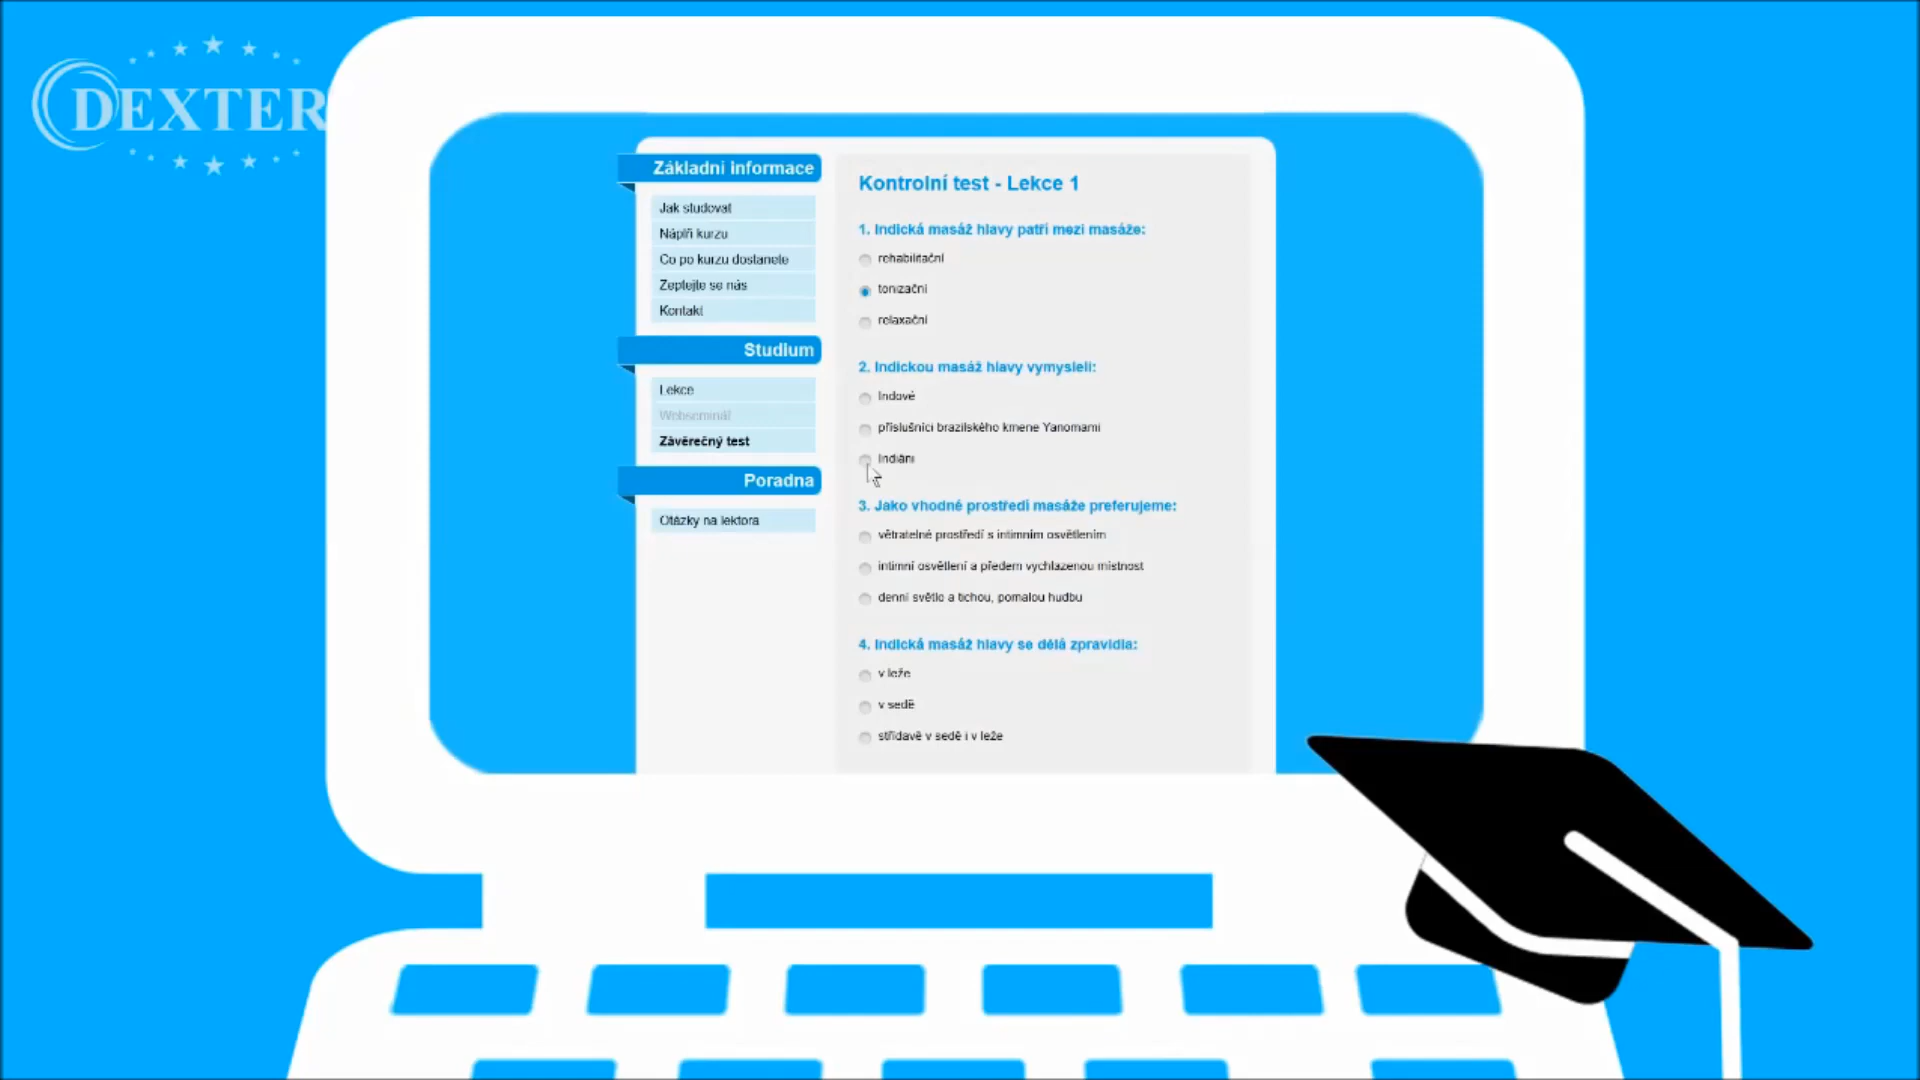 DEXTER
Základní informace
Jak studovat
Náplň kurzu
Co po kurzu dostanete
Zeptejte se nás
Kontakt
Studium
Lekce
Webseminář
Závěrečný test
Poradna
Otázky na lektora
Kontrolní test - Lekce 1
1. Indická masáž hlavy patří mezi masáže:
rehabilitační
tonizační
relaxační
2. Indickou masáž hlavy vymysleli:
Indové
příslušníci brazilského kmene Yanomami
Indiáni
3. Jako vhodné prostředí masáže preferujeme:
větratelné prostředí s intimním osvětlením
intimní osvětlení a předem vychlazenou místnost
denní světlo a tichou, pomalou hudbu
4. Indická masáž hlavy se dělá zpravidla:
v leže
v sedě
střídavě v sedě i v leže